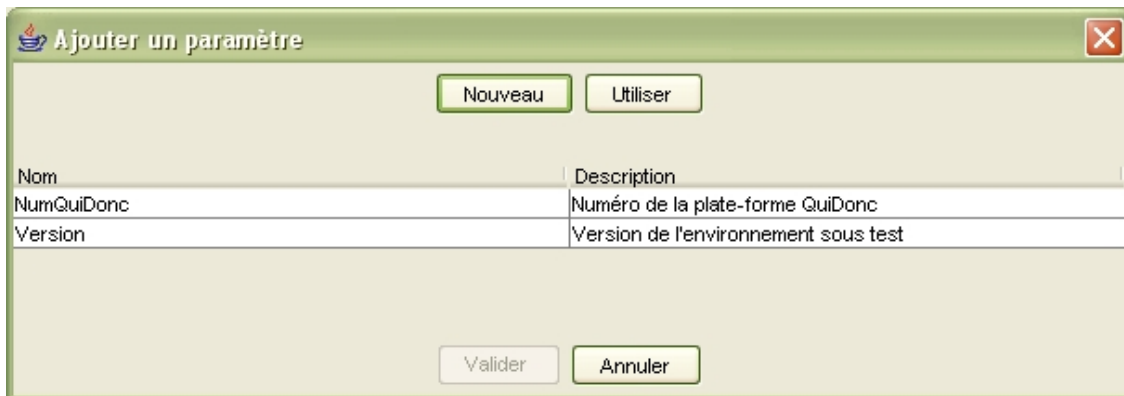 Ajouter un paramètre
Nouveau Utiliser
Nom Description
NumQuiDonc Numéro de la plate-forme QuiDonc
Version Version de l'environnement sous test
Valider Annuler